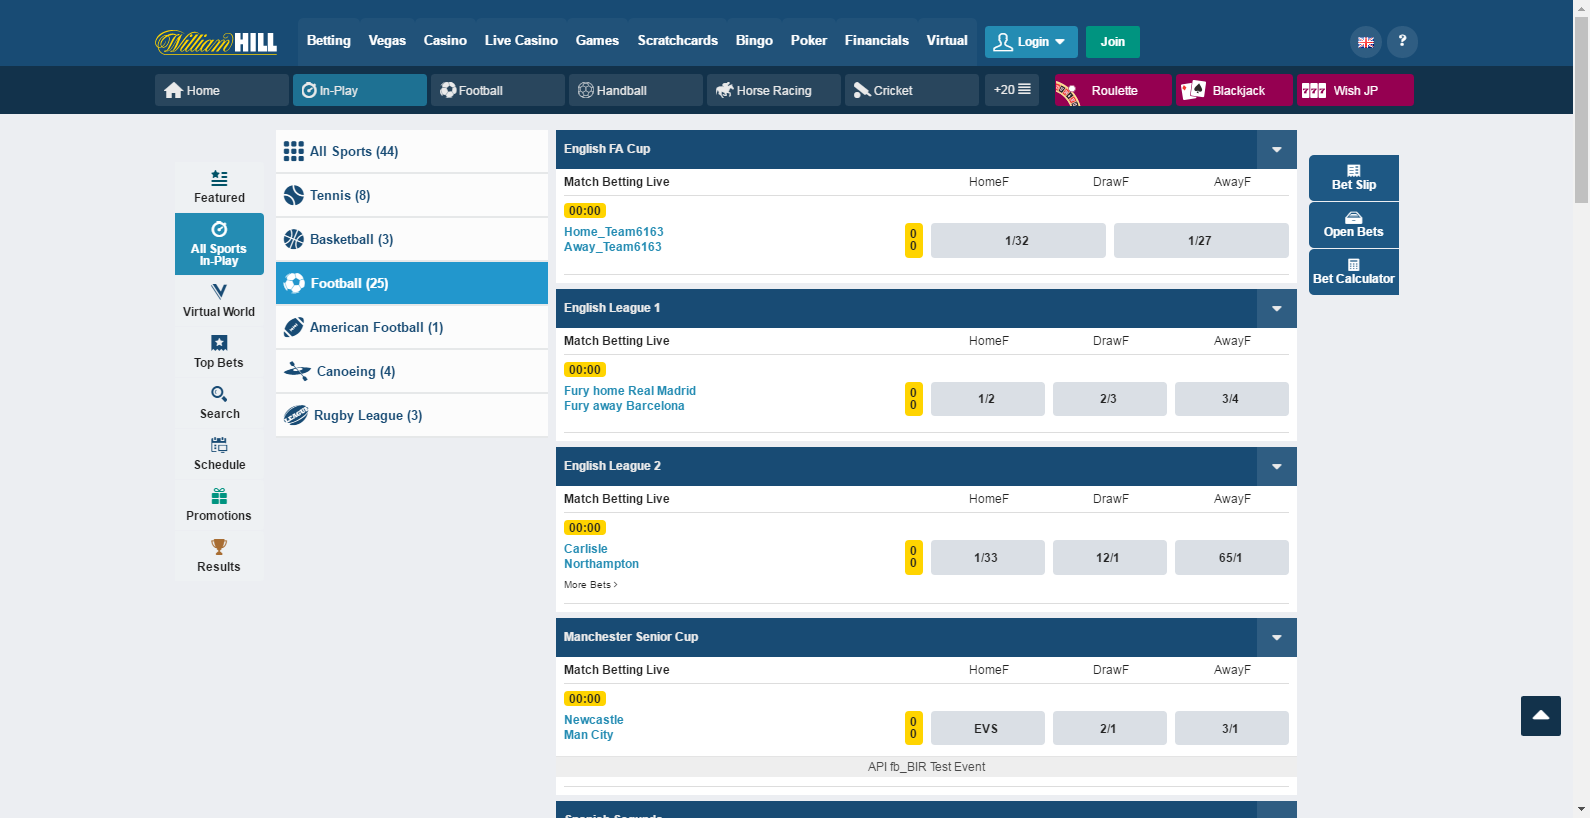 William HILL
Betting Vegas Casino Live Casino Games Scratchcards Bingo Poker Financials Virtual Login Join ?
Home In-Play Football Handball Horse Racing Cricket +20 Roulette 777 Blackjack Wish JP
Featured
All Sports
In-Play
Virtual World
Top Bets
Search
Schedule
Promotions
Results
All Sports (44)
Tennis (8)
Basketball (3)
Football (25)
American Football (1)
Canoeing (4)
Rugby League (3)
English FA Cup
Match Betting Live HomeF DrawF AwayF
00:00
Home_Team6163
Away_Team6163
0
0
1/32 1/27
English League 1
Match Betting Live HomeF DrawF AwayF
00:00
Fury home Real Madrid
Fury away Barcelona
0
0
1/2 2/3 3/4
English League 2
Match Betting Live HomeF DrawF AwayF
00:00
Carlisle
Northampton
0
0
1/33 12/1 65/1
More Bets >
Manchester Senior Cup
Match Betting Live HomeF DrawF AwayF
00:00
Newcastle
Man City
0
0
EVS 2/1 3/1
API fb_BIR Test Event
Bet Slip
Open Bets
Bet Calculator